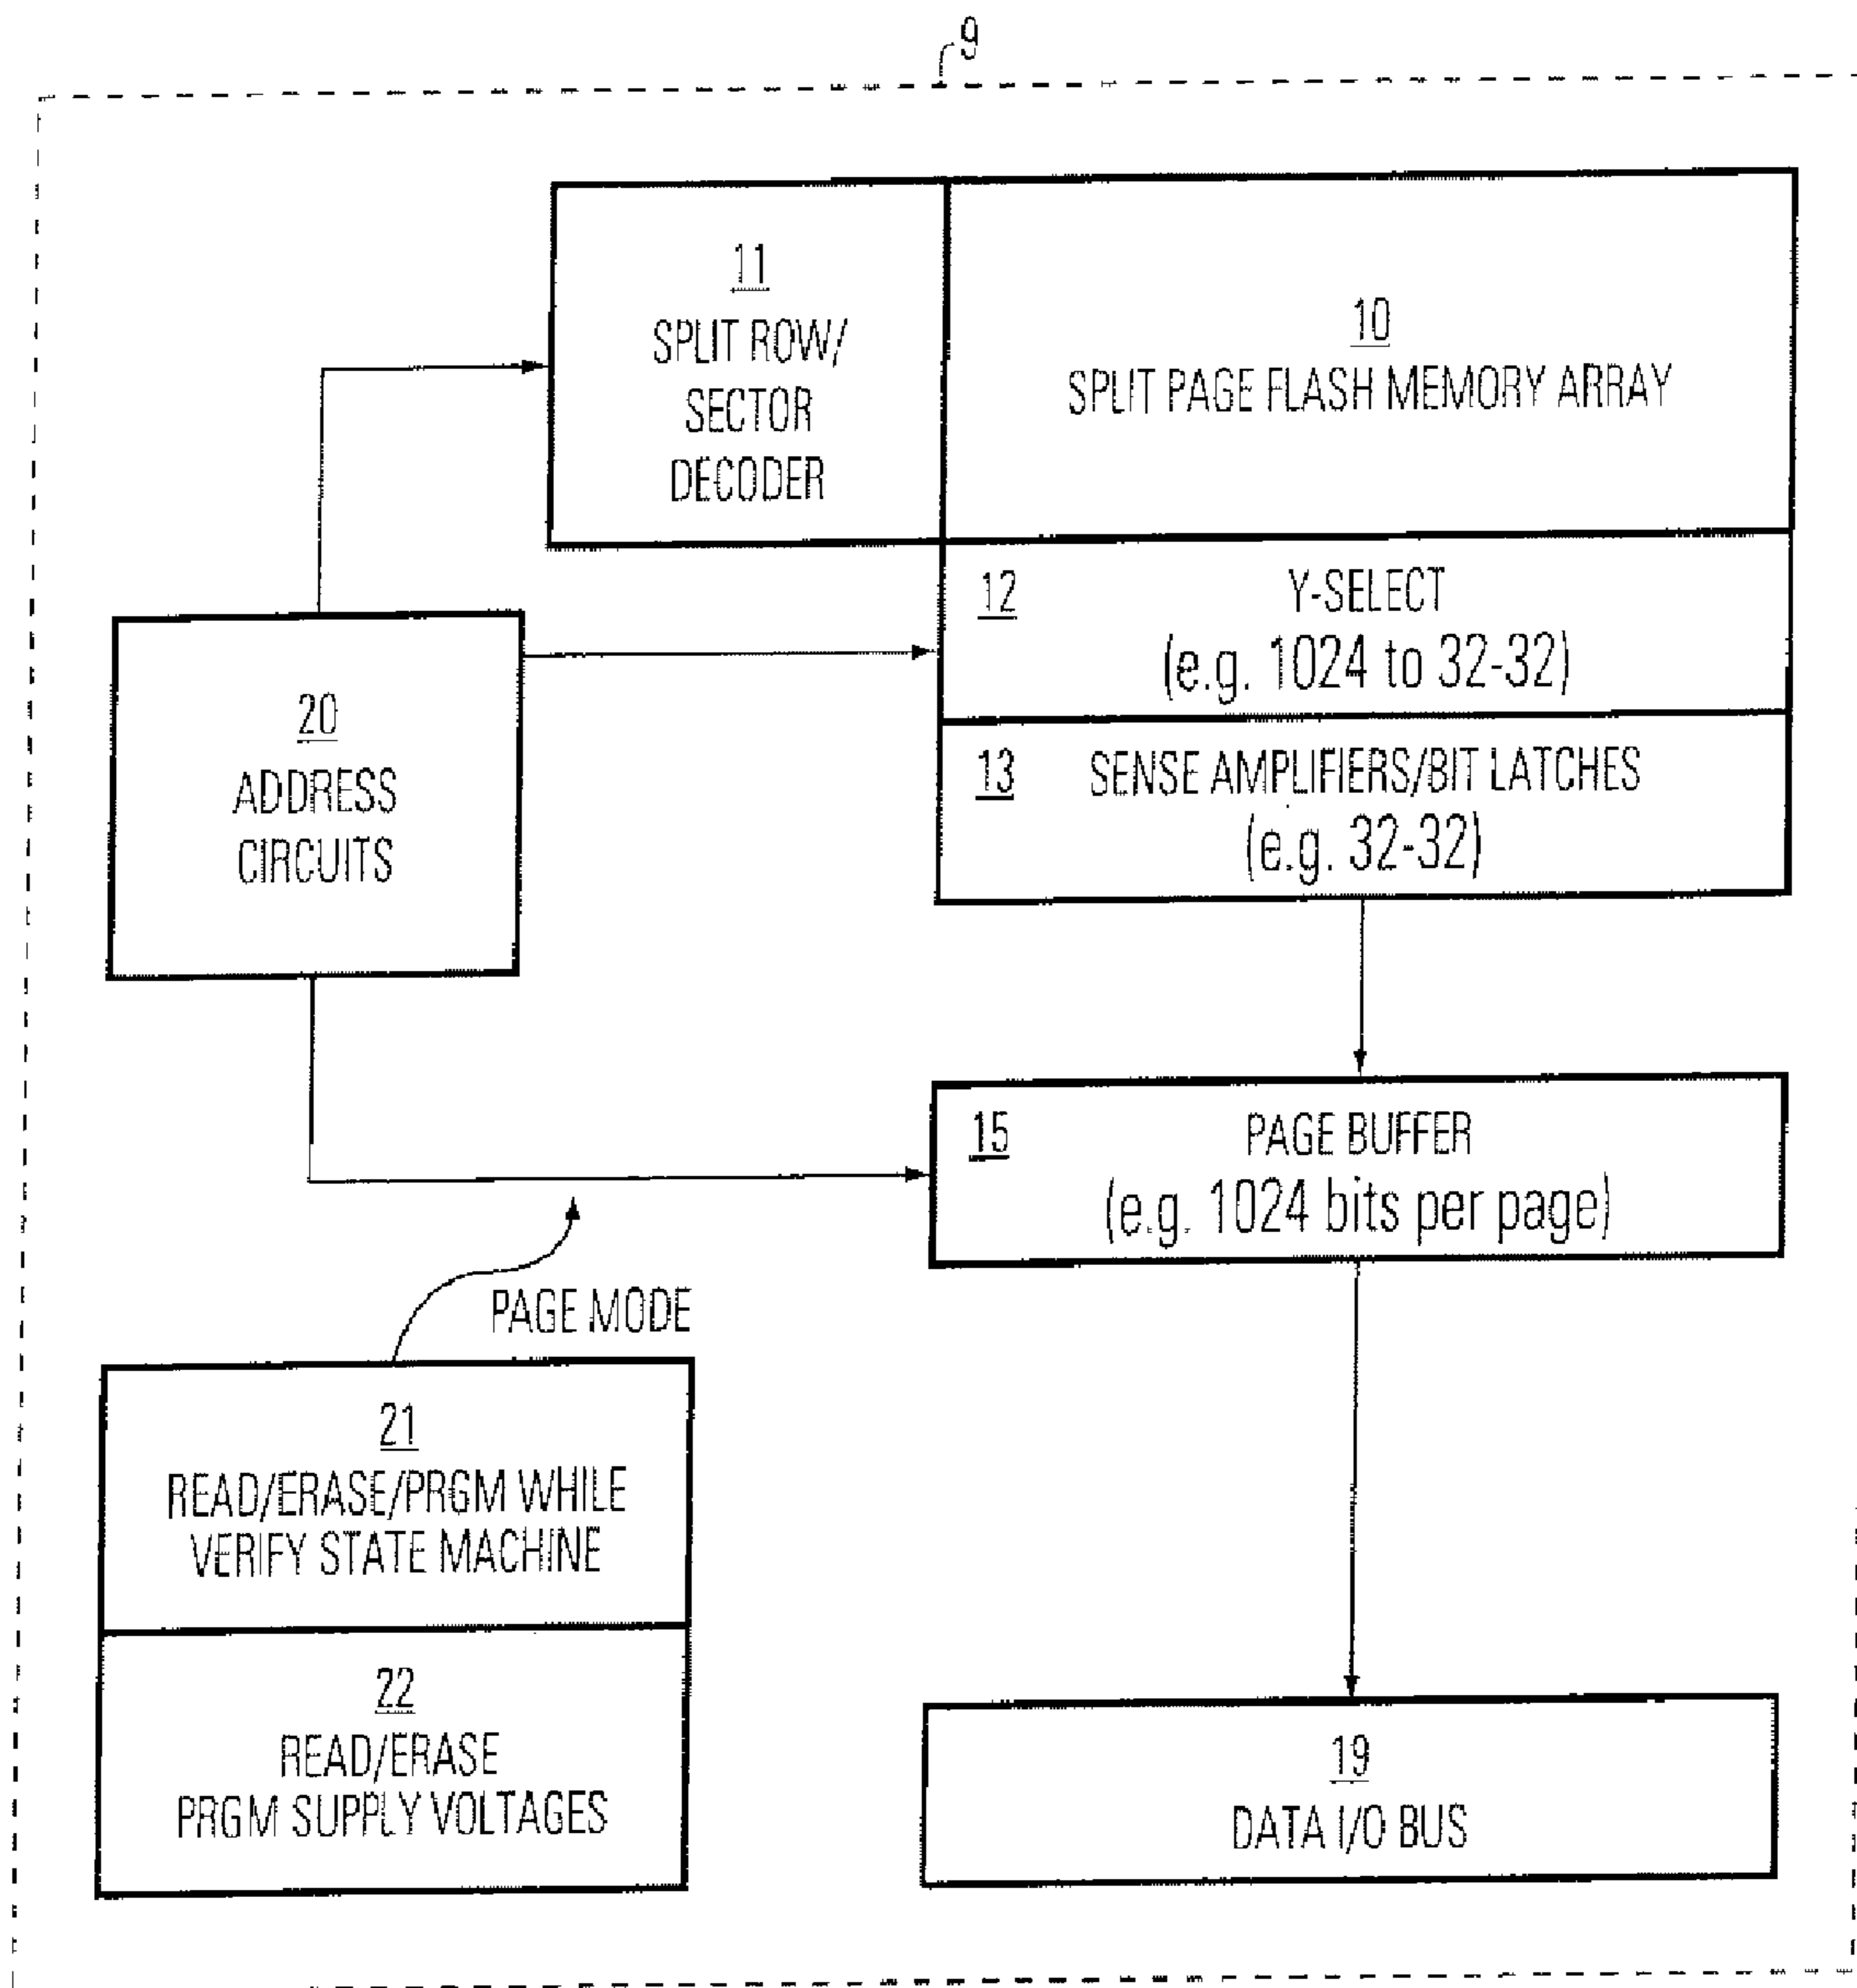 9
11
SPLIT ROW/
SECTOR
DECODER
10
SPLIT PAGE FLASH MEMORY ARRAY
12
Y-SELECT
(e.g. 1024 to 32-32)
13
SENSE AMPLIFIERS/BIT LATCHES
(e.g. 32-32)
20
ADDRESS
CIRCUITS
15
PAGE BUFFER
(e.g. 1024 bits per page)
PAGE MODE
21
READ/ERASE/PRGM WHILE
VERIFY STATE MACHINE
22
READ/ERASE
PRGM SUPPLY VOLTAGES
19
DATA I/O BUS